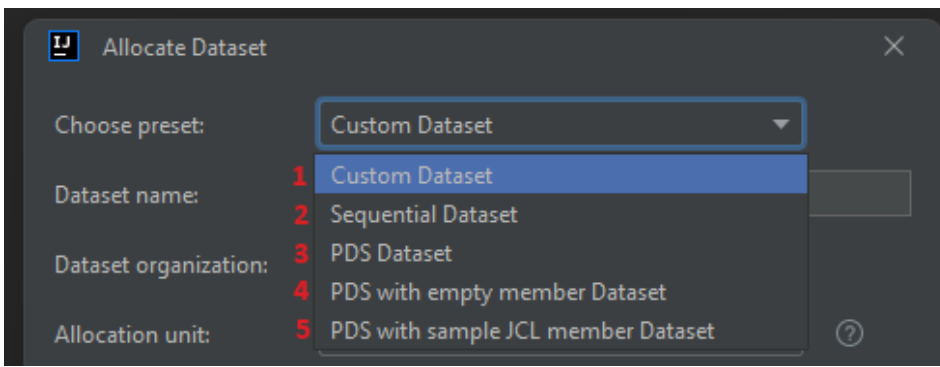 IJ Allocate Dataset
Choose preset: Custom Dataset
1 Custom Dataset
Dataset name:
2 Sequential Dataset
3 PDS Dataset
Dataset organization:
4 PDS with empty member Dataset
Allocation unit: 5 PDS with sample JCL member Dataset ?